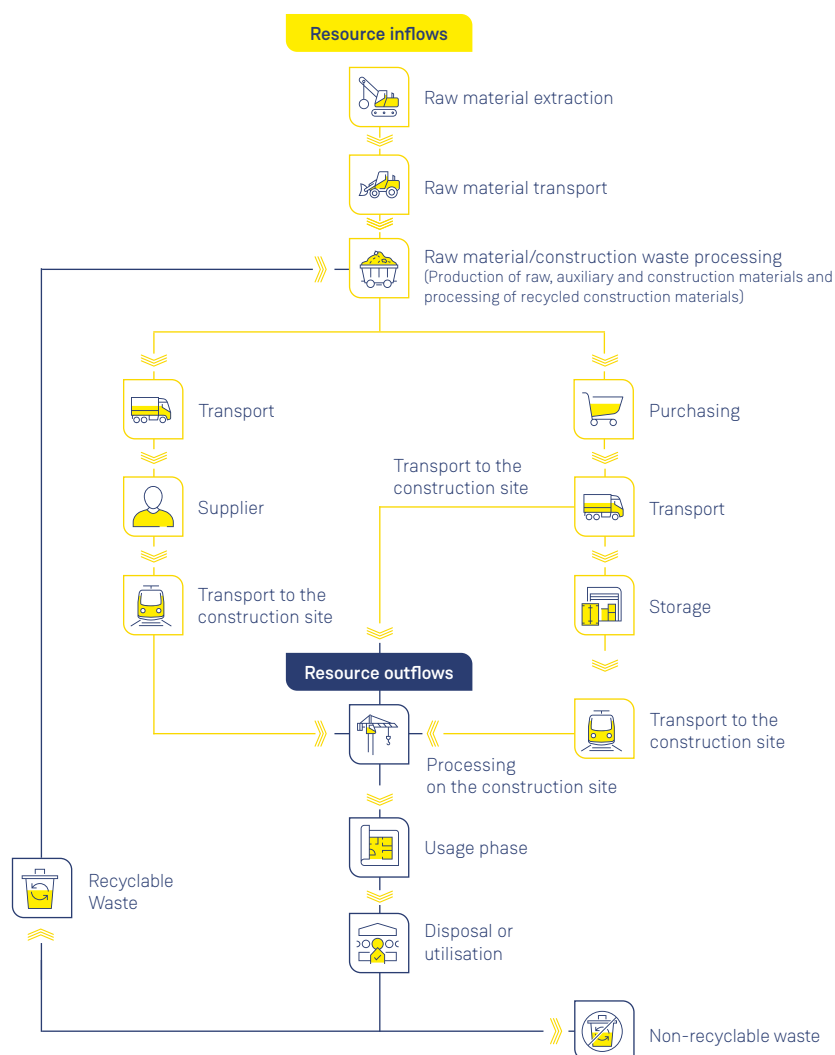 Resource inflows
Raw material extraction
Raw material transport
Raw material/construction waste processing
(Production of raw, auxiliary and construction materials and
processing of recycled construction materials)
Transport
Purchasing
Transport to the
construction site
Supplier
Transport
Transport to the
construction site
Storage
Resource outflows
Transport to the
construction site
Processing
on the construction site
Usage phase
Recyclable
Waste
Disposal or
utilisation
Non-recyclable waste